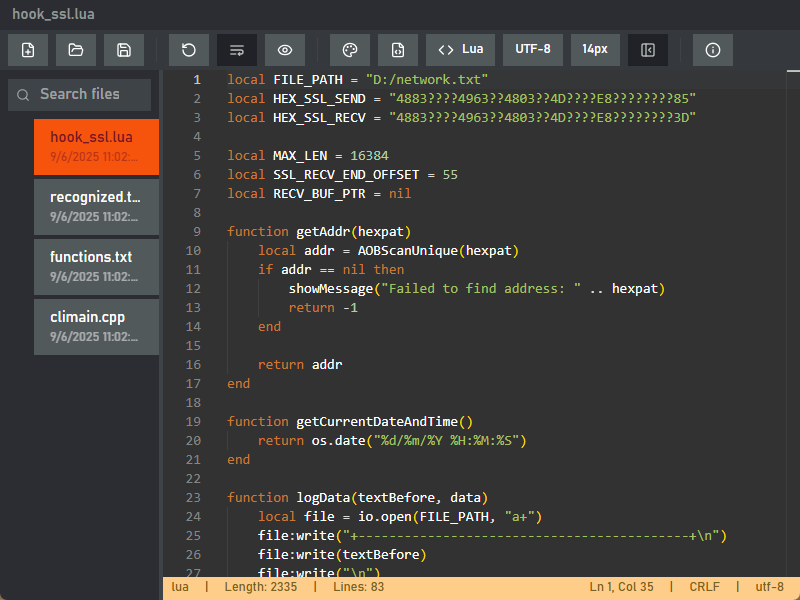 hook_ssl.lua
Lua
UTF-8
14px
Search files
hook_ssl.lua
9/6/2025 11:02:...
recognized.t...
9/6/2025 11:02:...
functions.txt
9/6/2025 11:02:...
climain.cpp
9/6/2025 11:02:...
1 local FILE_PATH = "D:/network.txt"
2 local HEX_SSL_SEND = "4883????4963??4803??4D????E8????????85"
3 local HEX_SSL_RECV = "4883????4963??4803??4D????E8????????3D"
4
5 local MAX_LEN = 16384
6 local SSL_RECV_END_OFFSET = 55
7 local RECV_BUF_PTR = nil
8
9 function getAddr(hexpat)
10     local addr = AOBScanUnique(hexpat)
11     if addr == nil then
12         showMessage("Failed to find address: " .. hexpat)
13         return -1
14     end
15
16     return addr
17 end
18
19 function getCurrentDateAndTime()
20     return os.date("%d/%m/%Y %H:%M:%S")
21 end
22
23 function logData(textBefore, data)
24     local file = io.open(FILE_PATH, "a+")
25     file:write("+-------------------------------------------+\n")
26     file:write(textBefore)
27     file:write("\n")
lua | Length: 2335 | Lines: 83 Ln 1, Col 35 | CRLF | utf-8